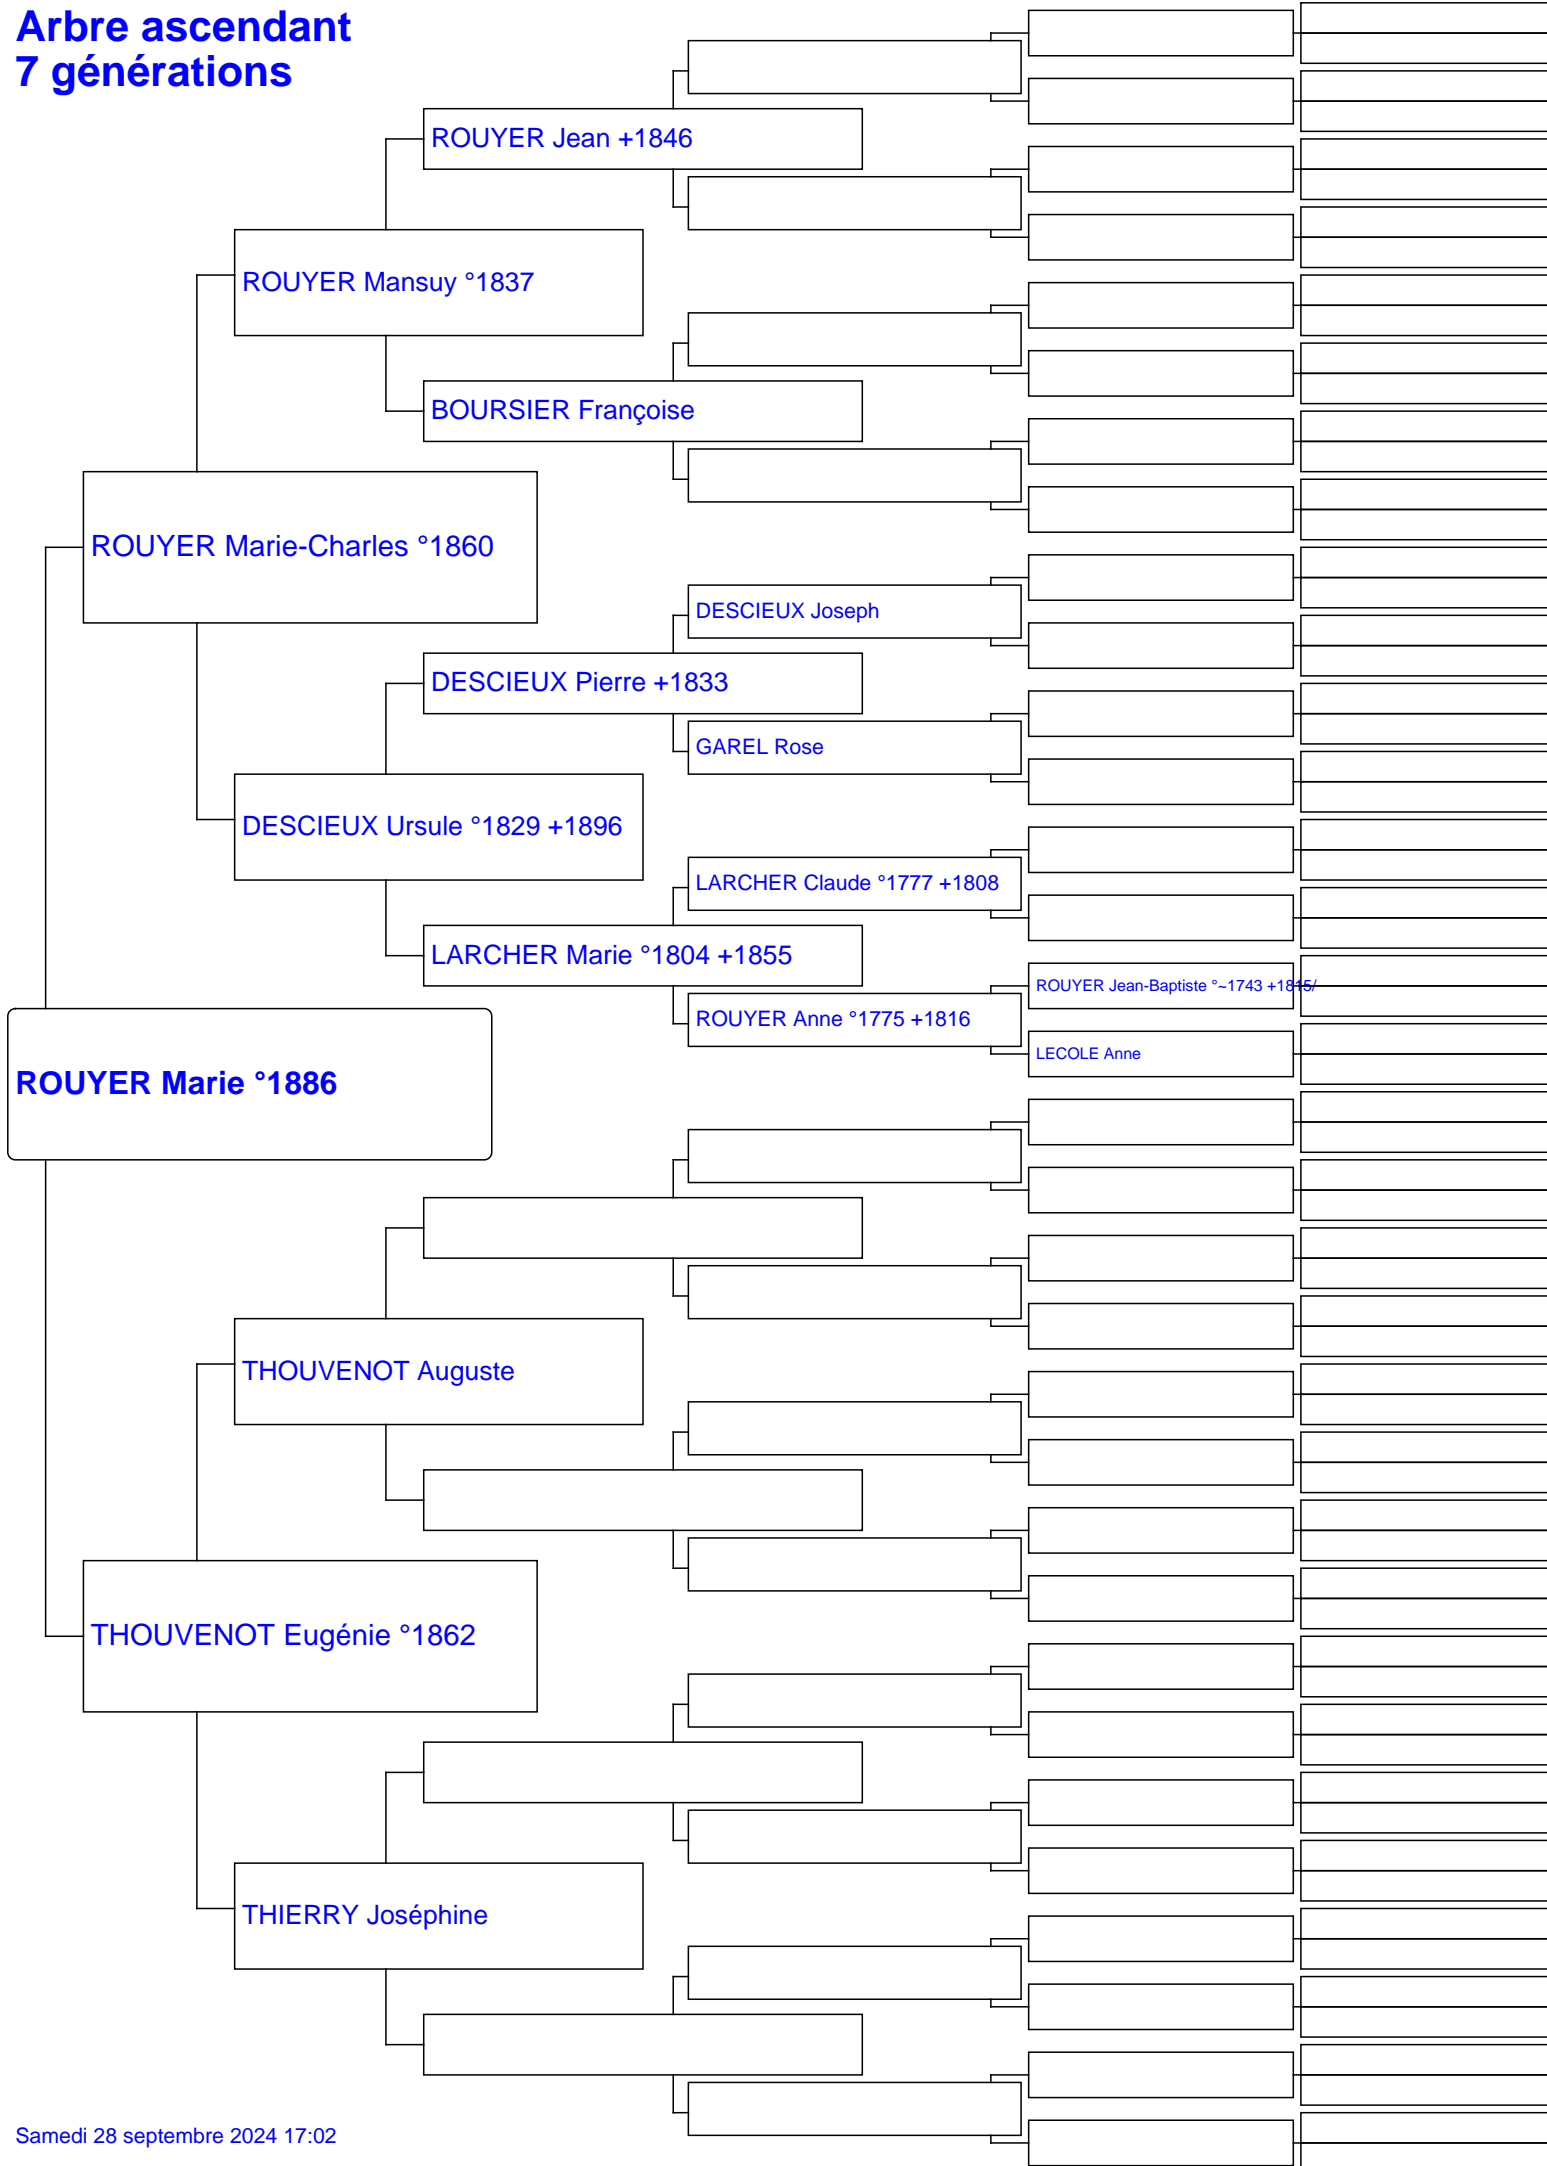 Arbre ascendant
7 générations
ROUYER Jean +1846
ROUYER Mansuy °1837
BOURSIER Françoise
ROUYER Marie-Charles °1860
DESCIEUX Joseph
DESCIEUX Pierre +1833
GAREL Rose
DESCIEUX Ursule °1829 +1896
LARCHER Claude °1777 +1808
LARCHER Marie °1804 +1855
ROUYER Jean-Baptiste °~1743 +1815/
ROUYER Anne °1775 +1816
LECOLE Anne
ROUYER Marie °1886
THOUVENOT Auguste
THOUVENOT Eugénie °1862
THIERRY Joséphine
Samedi 28 septembre 2024 17:02